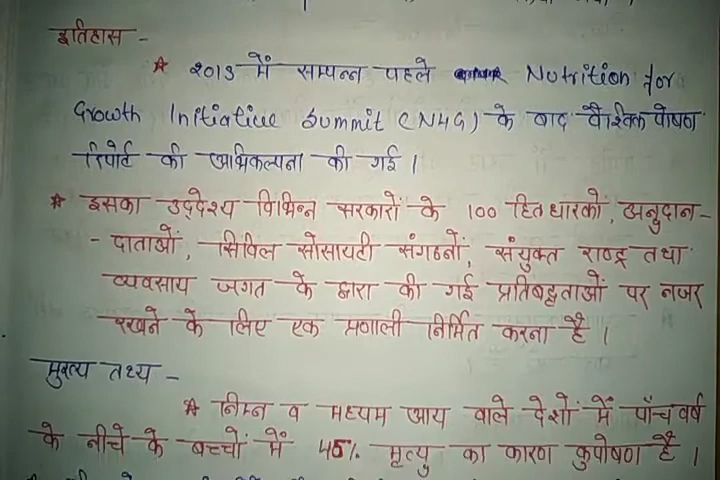 इतिहास -
* 2013 में सम्पन्न पहले Nutrition for
Growth Initiative Summit (N4G) के बाद वैश्विक पोषण
रिपोर्ट की अभिकल्पना की गई।
* इसका उद्देश्य विभिन्न सरकारों के 100 हितधारकों, अनुदान-
- दाताओं, सिविल सोसायटी संगठनों, संयुक्त राष्ट्र तथा
व्यवसाय जगत के द्वारा की गई प्रतिबद्धताओं पर नजर
रखने के लिए एक प्रणाली निर्मित करना है।
मुख्य तथ्य -
* निम्न व मध्यम आय वाले देशों में पाँच वर्ष
के नीचे के बच्चों में 45% मृत्यु का कारण कुपोषण है।